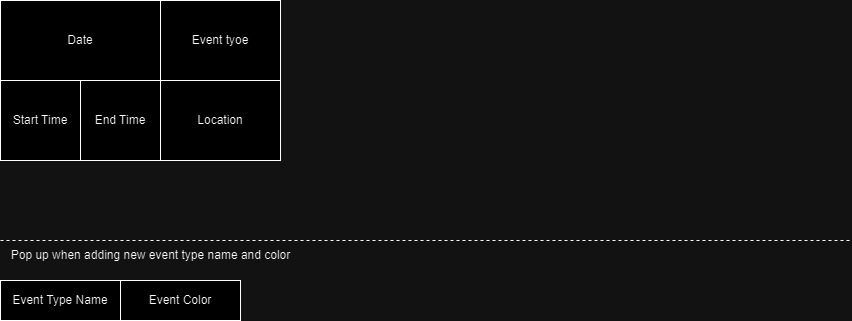 Date
Event tyoe
Start Time
End Time
Location
Pop up when adding new event type name and color
Event Type Name
Event Color